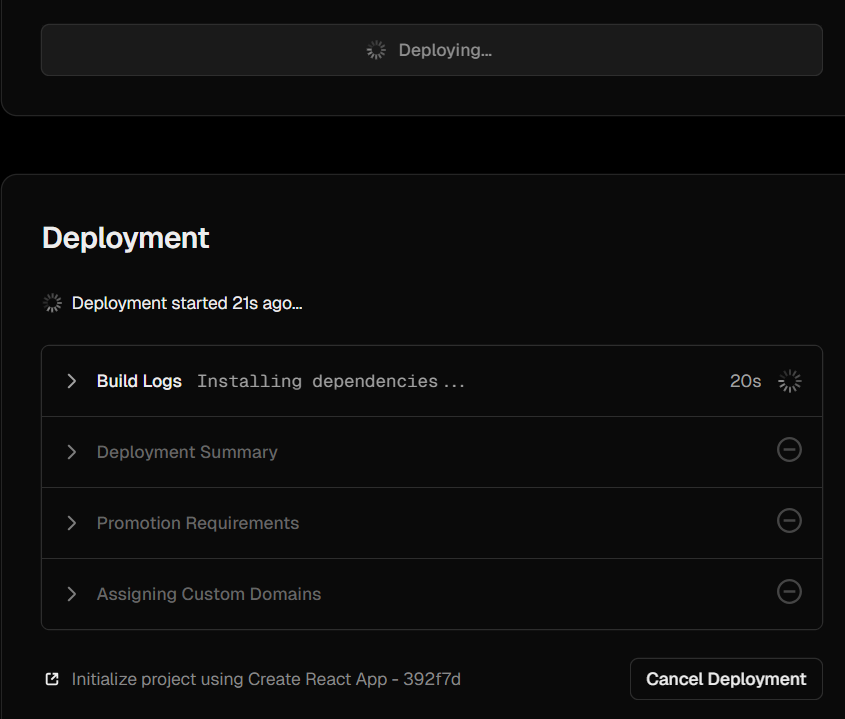 Deploying...
Deployment
Deployment started 21s ago...
Build Logs Installing dependencies... 20s
Deployment Summary
Promotion Requirements
Assigning Custom Domains
Initialize project using Create React App - 392f7d Cancel Deployment